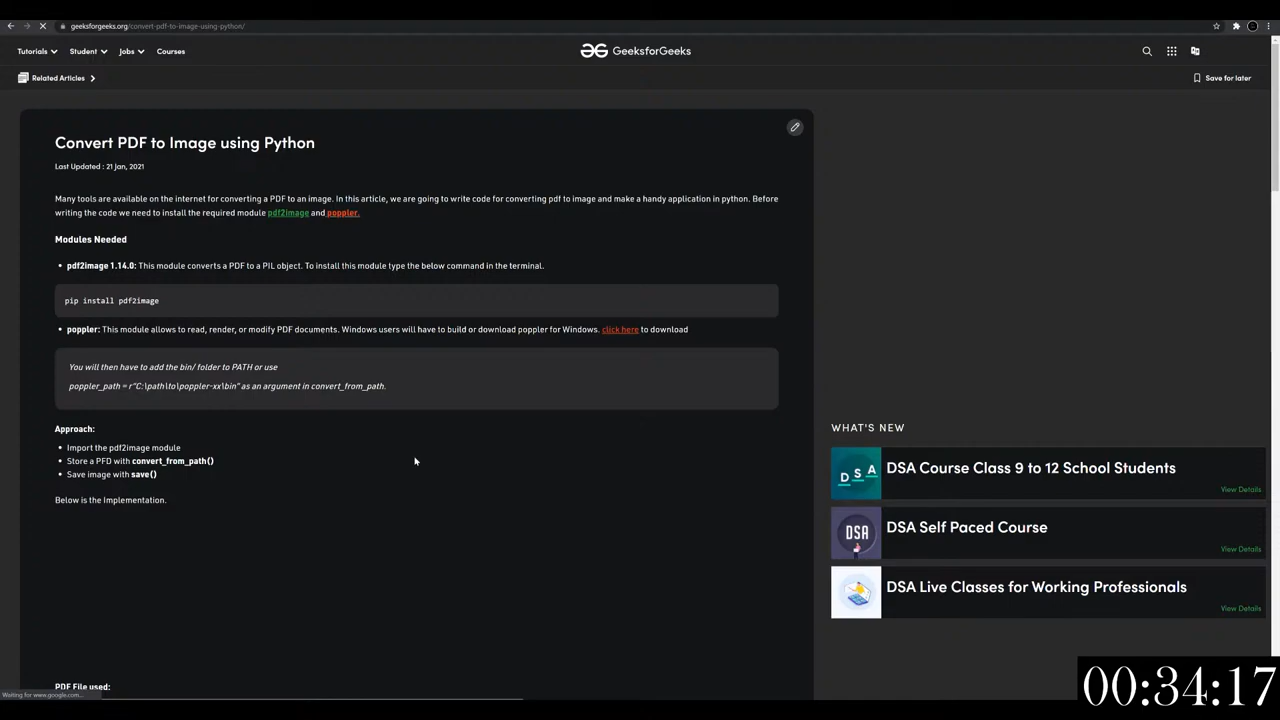 geeksforgeeks.org/convert-pdf-to-image-using-python/
Tutorials Student Jobs Courses
GeeksforGeeks
Related Articles
Save for later
Convert PDF to Image using Python
Last Updated : 21 Jan, 2021
Many tools are available on the internet for converting a PDF to an image. In this article, we are going to write code for converting pdf to image and make a handy application in python. Before
writing the code we need to install the required module pdf2image and poppler.
Modules Needed
• pdf2image 1.14.0: This module converts a PDF to a PIL object. To install this module type the below command in the terminal.
pip install pdf2image
• poppler: This module allows to read, render, or modify PDF documents. Windows users will have to build or download poppler for Windows. click here to download
You will then have to add the bin/ folder to PATH or use
poppler_path = r"C:\path\to\poppler-xx\bin" as an argument in convert_from_path.
Approach:
• Import the pdf2image module
• Store a PFD with convert_from_path()
• Save image with save()
Below is the Implementation.
PDF File used:
WHAT'S NEW
DSA
DSA Course Class 9 to 12 School Students
View Details
DSA
DSA Self Paced Course
View Details
DSA Live Classes for Working Professionals
View Details
Waiting for www.google.com...
00:34:17